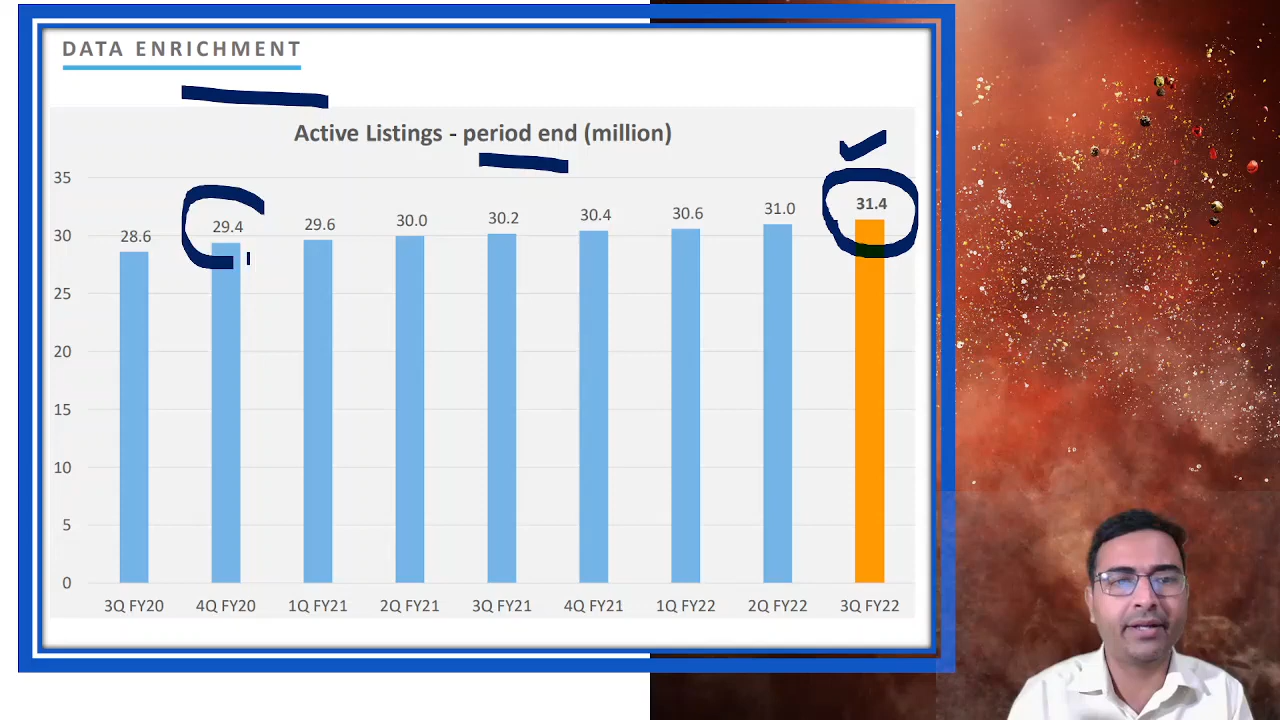 DATA ENRICHMENT
Active Listings - period end (million)
35
30
25
20
15
10
5
0
28.6
29.4
29.6
30.0
30.2
30.4
30.6
31.0
31.4
3Q FY20
4Q FY20
1Q FY21
2Q FY21
3Q FY21
4Q FY21
1Q FY22
2Q FY22
3Q FY22